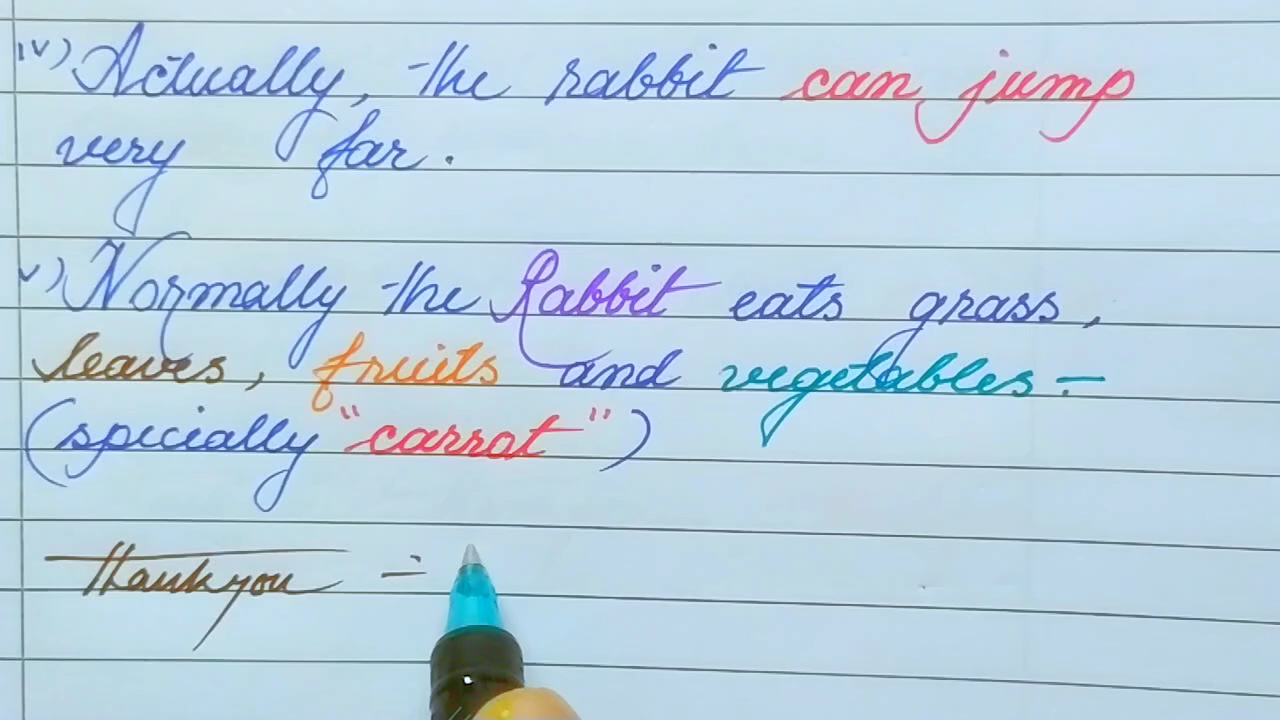 iv) Actually, the rabbit can jump
very far.
v) Normally the Rabbit eats grass,
leaves, fruits and vegetables -
(specially "carrot")
Thank you -